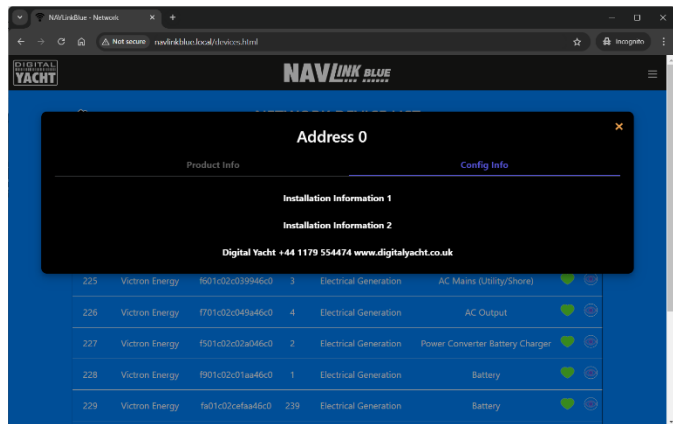 NAVLinkBlue - Network
Not secure navlinkblue.local/devices.html
Incognito
DIGITAL
YACHT
NAVLINK BLUE
Address 0
Product Info
Config Info
Installation Information 1
Installation Information 2
Digital Yacht +44 1179 554474 www.digitalyacht.co.uk
225 Victron Energy f601c02c039946c0 3 Electrical Generation AC Mains (Utility/Shore)
226 Victron Energy f701c02c049a46c0 4 Electrical Generation AC Output
227 Victron Energy f501c02c02a046c0 2 Electrical Generation Power Converter Battery Charger
228 Victron Energy f901c02c01aa46c0 1 Electrical Generation Battery
229 Victron Energy fa01c02cefaa46c0 239 Electrical Generation Battery